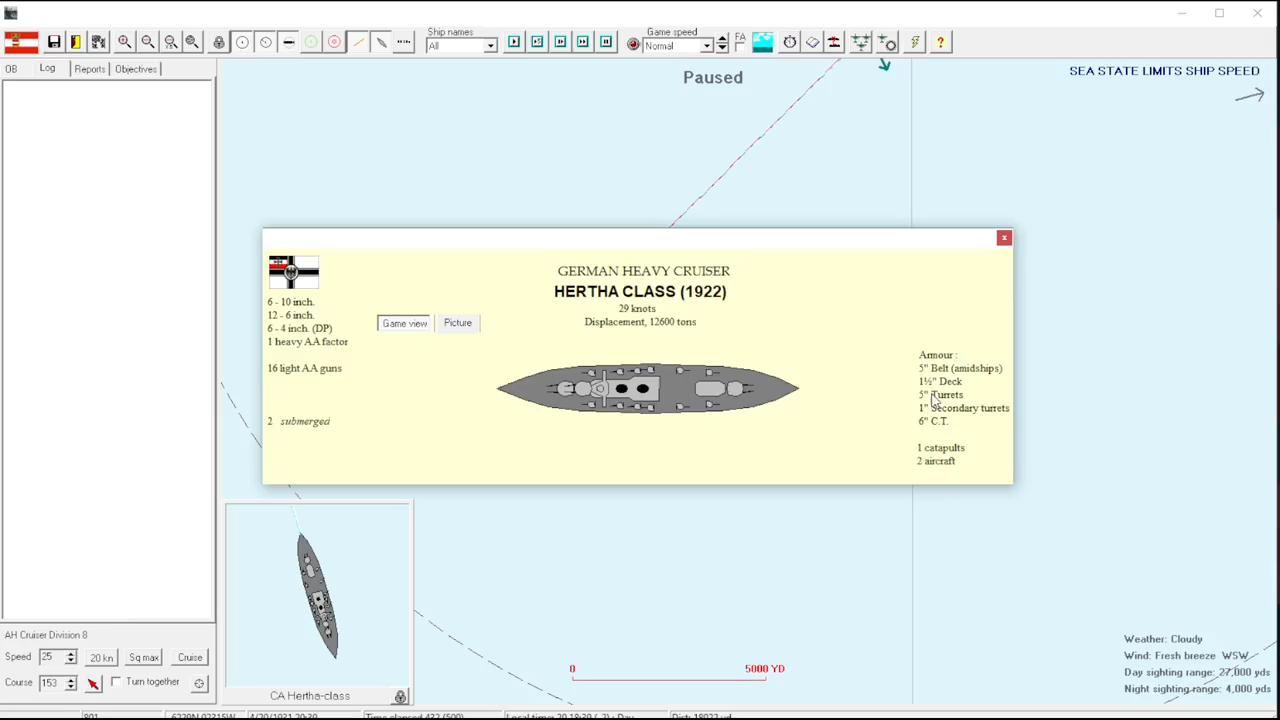 Ship names
All
Game speed
Normal
FA
OB
Log
Reports
Objectives
Paused
SEA STATE LIMITS SHIP SPEED
GERMAN HEAVY CRUISER
HERTHA CLASS (1922)
29 knots
Displacement, 12600 tons
6 - 10 inch.
12 - 6 inch.
6 - 4 inch. (DP)
1 heavy AA factor
16 light AA guns
2 submerged
Game view
Picture
Armour :
5" Belt (amidships)
1½" Deck
5" Turrets
1" Secondary turrets
6" C.T.
1 catapults
2 aircraft
AH Cruiser Division 8
Speed 25 20 kn Sq max Cruise
Course 153 Turn together
CA Hertha-class
0 5000 YD
Weather: Cloudy
Wind: Fresh breeze WSW
Day sighting range: 27,000 yds
Night sighting range: 4,000 yds